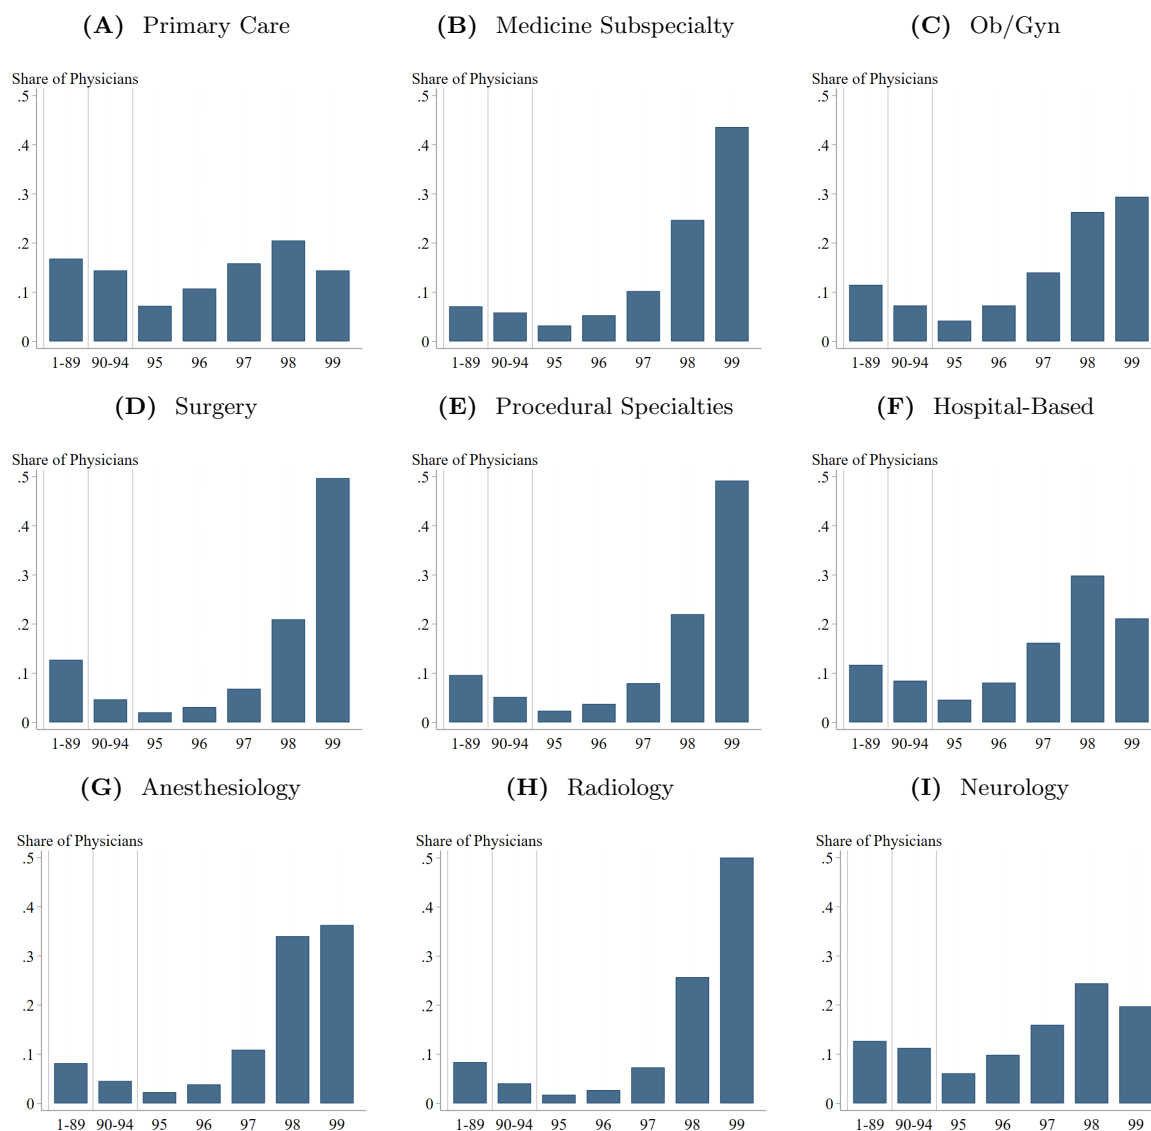 (A) Primary Care
(B) Medicine Subspecialty
(C) Ob/Gyn
Share of Physicians
.5
.4
.3
.2
.1
0
1-89 90-94 95 96 97 98 99
Share of Physicians
.5
.4
.3
.2
.1
0
1-89 90-94 95 96 97 98 99
Share of Physicians
.5
.4
.3
.2
.1
0
1-89 90-94 95 96 97 98 99
(D) Surgery
(E) Procedural Specialties
(F) Hospital-Based
Share of Physicians
.5
.4
.3
.2
.1
0
1-89 90-94 95 96 97 98 99
Share of Physicians
.5
.4
.3
.2
.1
0
1-89 90-94 95 96 97 98 99
Share of Physicians
.5
.4
.3
.2
.1
0
1-89 90-94 95 96 97 98 99
(G) Anesthesiology
(H) Radiology
(I) Neurology
Share of Physicians
.5
.4
.3
.2
.1
0
1-89 90-94 95 96 97 98 99
Share of Physicians
.5
.4
.3
.2
.1
0
1-89 90-94 95 96 97 98 99
Share of Physicians
.5
.4
.3
.2
.1
0
1-89 90-94 95 96 97 98 99